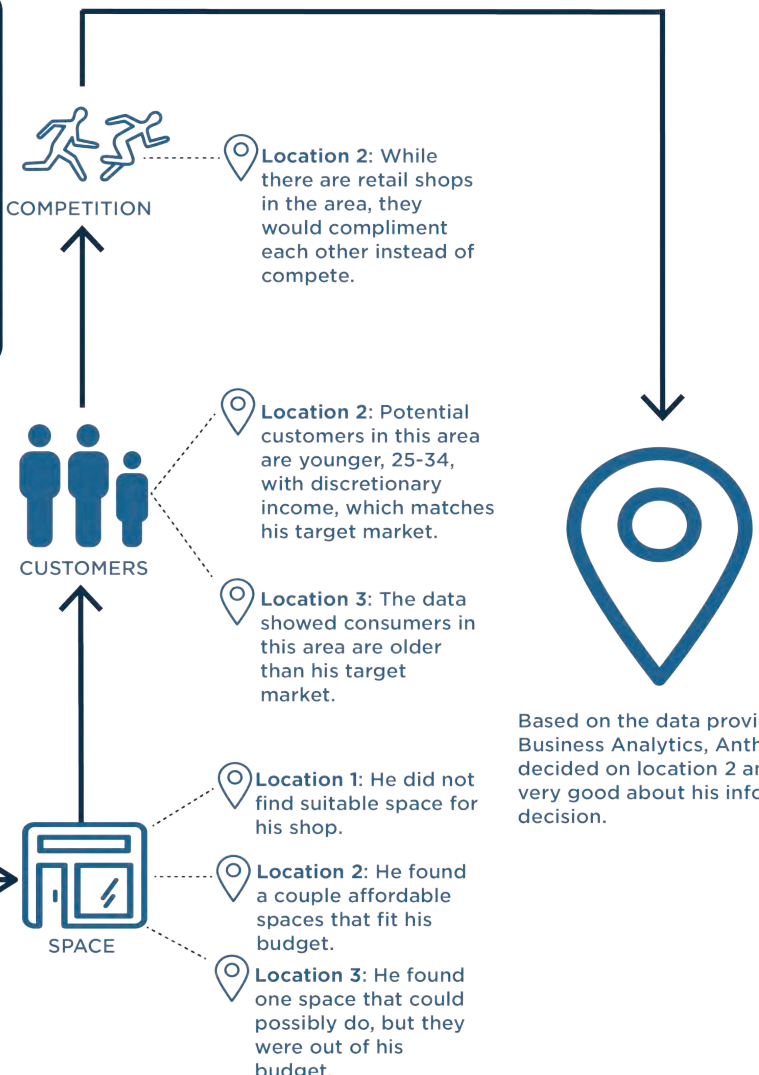 COMPETITION
Location 2: While
there are retail shops
in the area, they
would compliment
each other instead of
compete.
CUSTOMERS
Location 2: Potential
customers in this area
are younger, 25-34,
with discretionary
income, which matches
his target market.
Location 3: The data
showed consumers in
this area are older
than his target
market.
SPACE
Location 1: He did not
find suitable space for
his shop.
Location 2: He found
a couple affordable
spaces that fit his
budget.
Location 3: He found
one space that could
possibly do, but they
were out of his
budget.
Based on the data
Business Analytics,
decided on location 2
very good about his
decision.